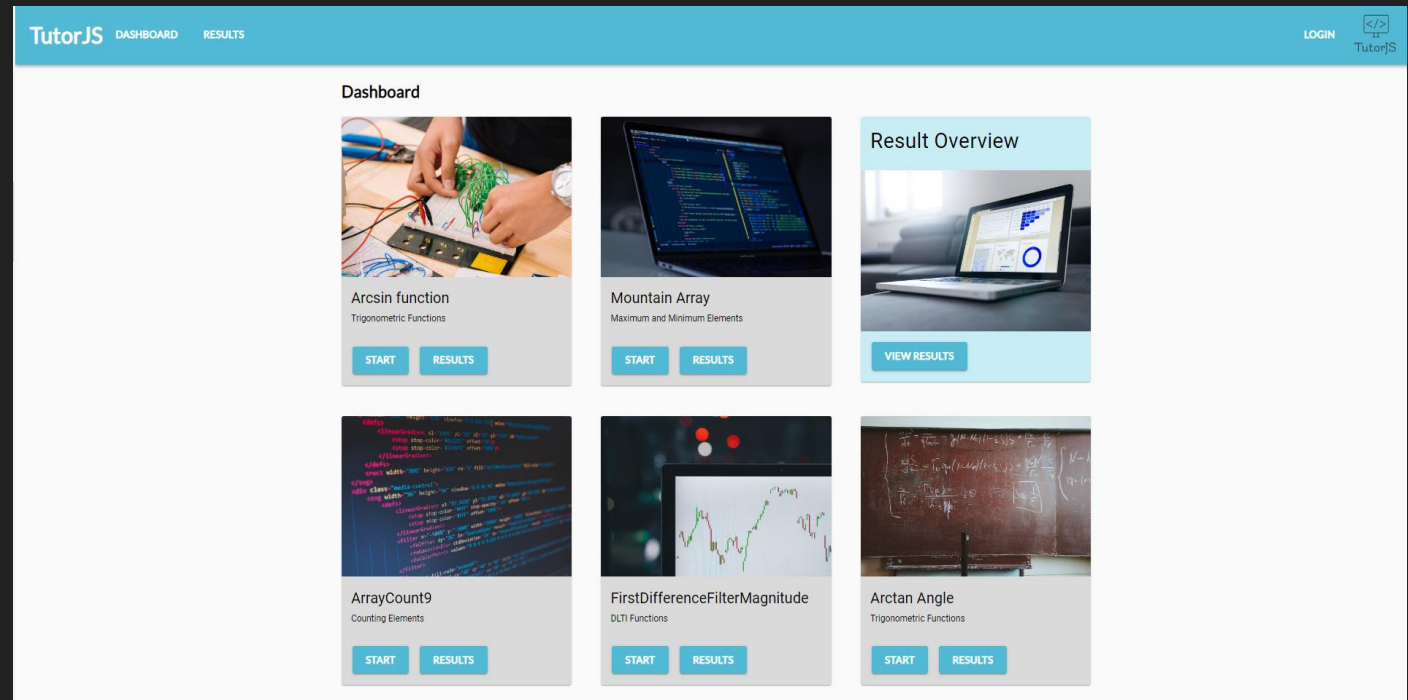 TutorJS DASHBOARD RESULTS LOGIN
</>
TutorJS
Dashboard
Arcsin function
Trigonometric Functions
START RESULTS
Mountain Array
Maximum and Minimum Elements
START RESULTS
Result Overview
VIEW RESULTS
ArrayCount9
Counting Elements
START RESULTS
FirstDifferenceFilterMagnitude
DLTI Functions
START RESULTS
Arctan Angle
Trigonometric Functions
START RESULTS